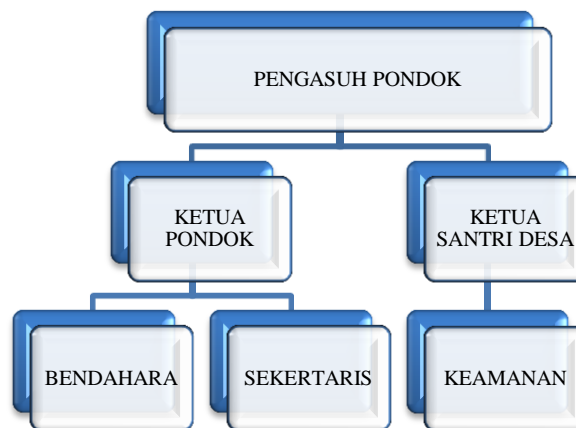 PENGASUH PONDOK
KETUA
PONDOK
KETUA
SANTRI DESA
BENDAHARA
SEKERTARIS
KEAMANAN